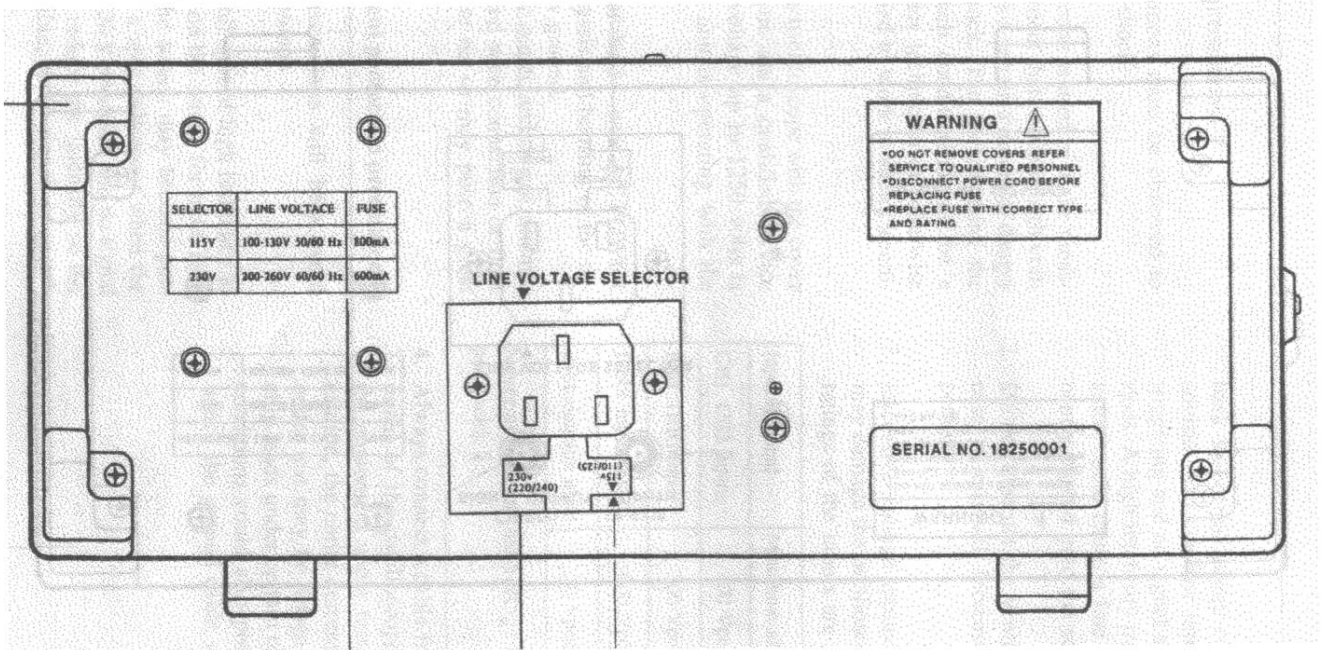 WARNING
*DO NOT REMOVE COVERS REFER
SERVICE TO QUALIFIED PERSONNEL
*DISCONNECT POWER CORD BEFORE
REPLACING FUSE
*REPLACE FUSE WITH CORRECT TYPE
AND RATING
SELECTOR LINE VOLTACE FUSE
115V 100-130V 50/60 Hz 800mA
230V 200-260V 60/60 Hz 600mA
LINE VOLTAGE SELECTOR
230v
(220/240)
115v
(110/125)
SERIAL NO. 18250001